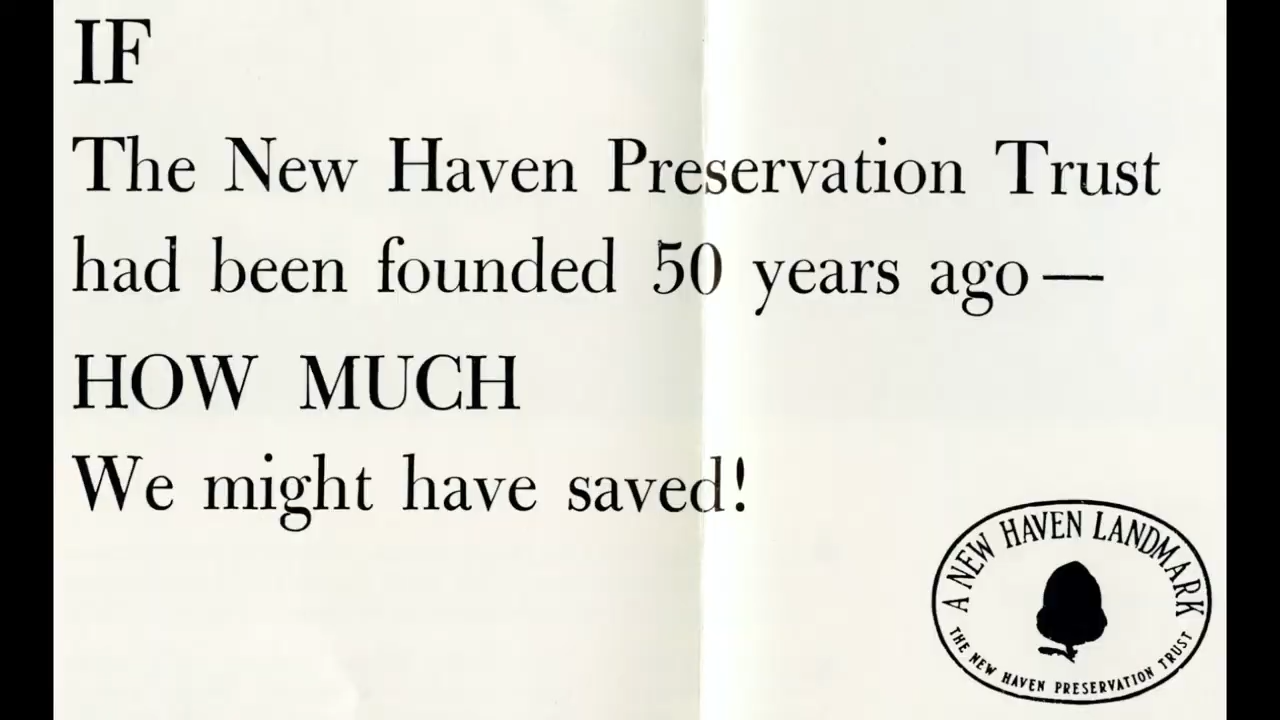 IF
The New Haven Preservation Trust
had been founded 50 years ago —
HOW MUCH
We might have saved!
A NEW HAVEN LANDMARK
THE NEW HAVEN PRESERVATION TRUST